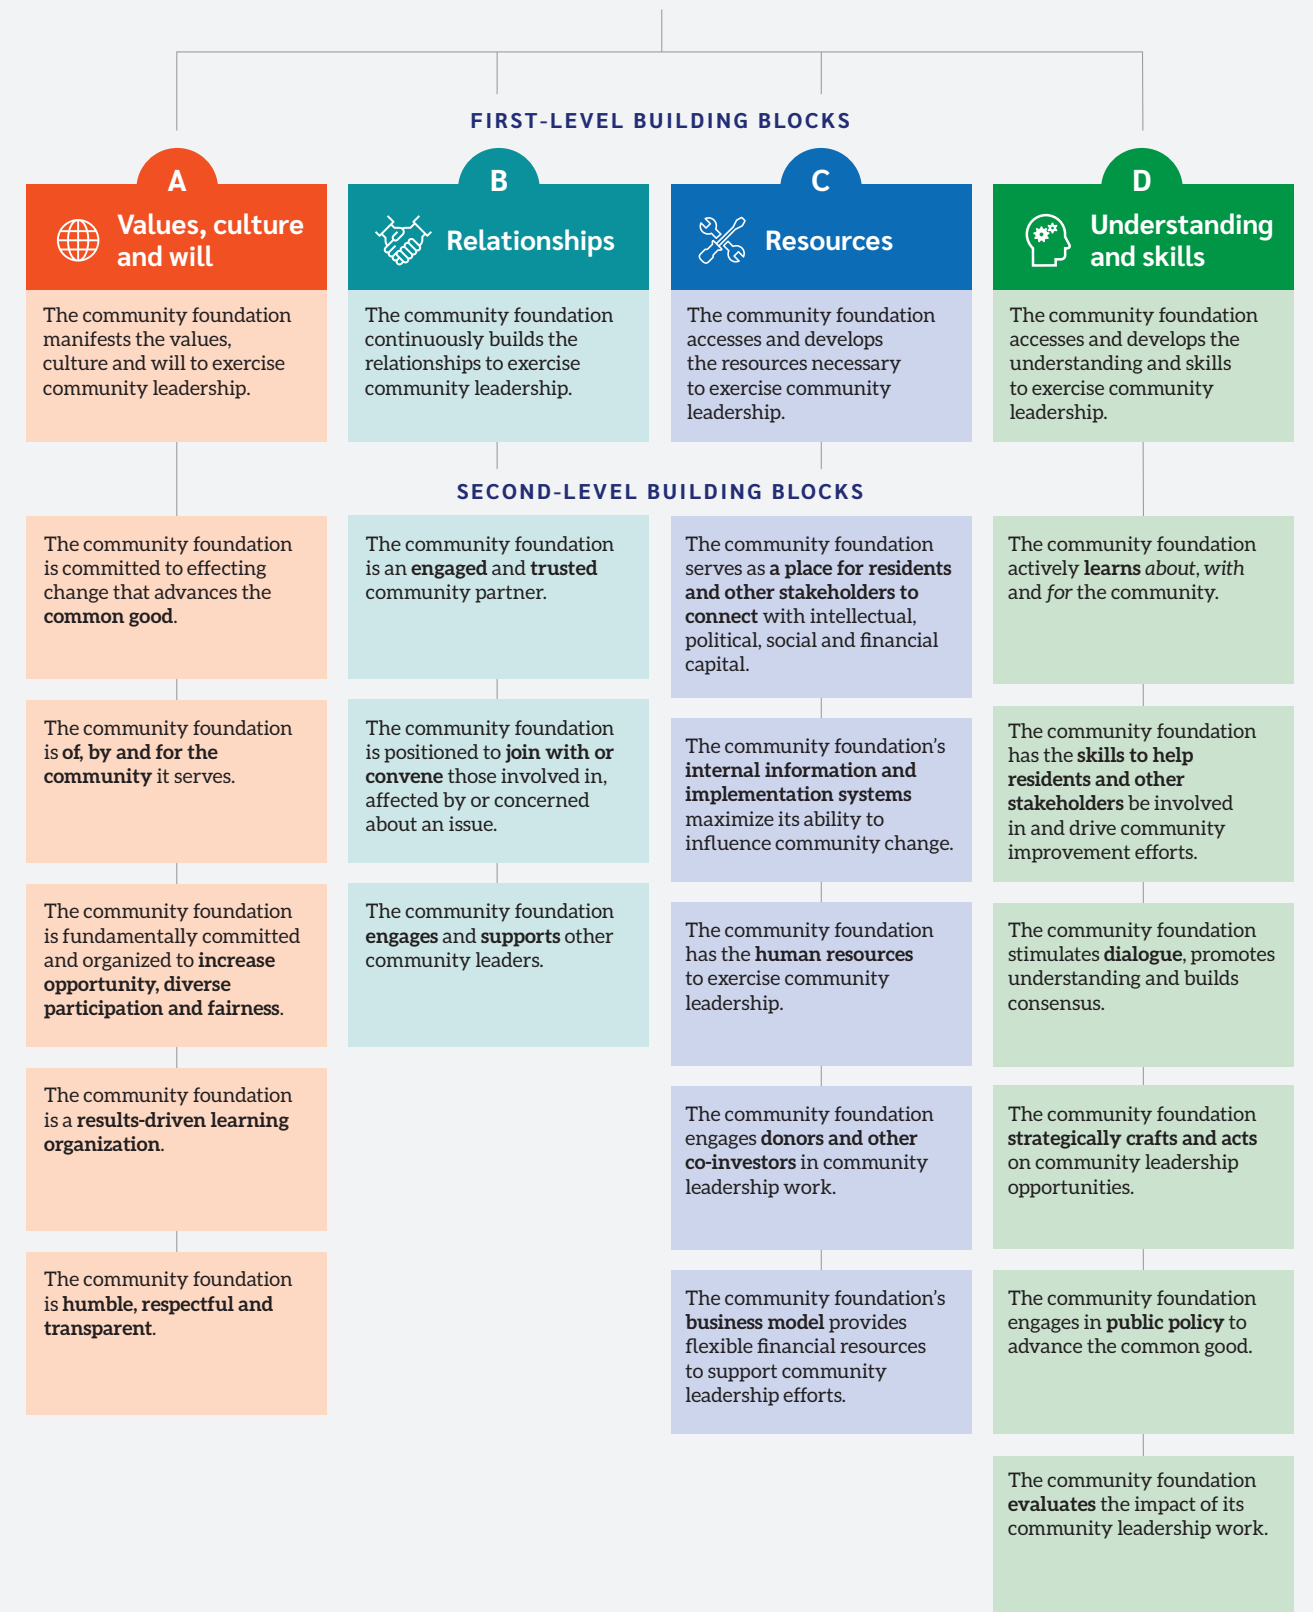 FIRST-LEVEL BUILDING BLOCKS
A
Values, culture
and will
The community foundation
manifests the values,
culture and will to exercise
community leadership.
B
Relationships
The community foundation
continuously builds the
relationships to exercise
community leadership.
C
Resources
The community foundation
accesses and develops
the resources necessary
to exercise community
leadership.
D
Understanding
and skills
The community foundation
accesses and develops the
understanding and skills
to exercise community
leadership.
SECOND-LEVEL BUILDING BLOCKS
The community foundation
is committed to effecting
change that advances the
common good.
The community foundation
is of, by and for the
community it serves.
The community foundation
is fundamentally committed
and organized to increase
opportunity, diverse
participation and fairness.
The community foundation
is a results-driven learning
organization.
The community foundation
is humble, respectful and
transparent.
The community foundation
is an engaged and trusted
community partner.
The community foundation
is positioned to join with or
convene those involved in,
affected by or concerned
about an issue.
The community foundation
engages and supports other
community leaders.
The community foundation
serves as a place for residents
and other stakeholders to
connect with intellectual,
political, social and financial
capital.
The community foundation's
internal information and
implementation systems
maximize its ability to
influence community change.
The community foundation
has the human resources
to exercise community
leadership.
The community foundation
engages donors and other
co-investors in community
leadership work.
The community foundation's
business model provides
flexible financial resources
to support community
leadership efforts.
The community foundation
actively learns about, with
and for the community.
The community foundation
has the skills to help
residents and other
stakeholders be involved
in and drive community
improvement efforts.
The community foundation
stimulates dialogue, promotes
understanding and builds
consensus.
The community foundation
strategically crafts and acts
on community leadership
opportunities.
The community foundation
engages in public policy to
advance the common good.
The community foundation
evaluates the impact of its
community leadership work.